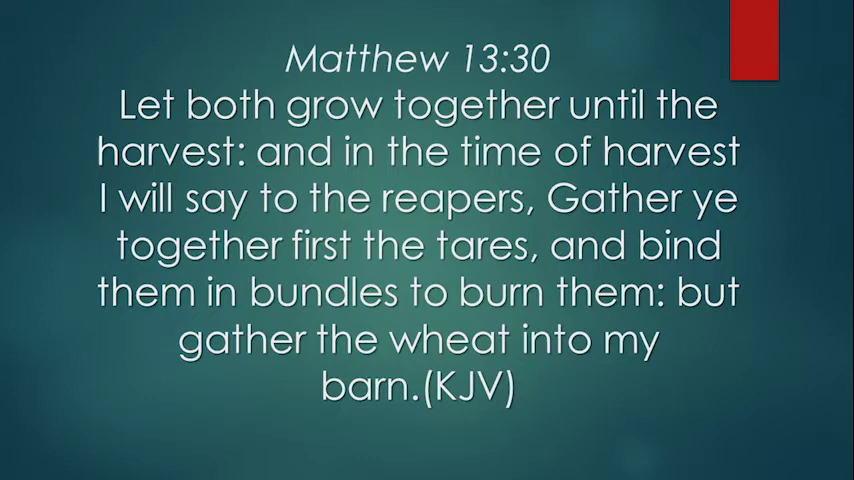 Matthew 13:30
Let both grow together until the
harvest: and in the time of harvest
I will say to the reapers, Gather ye
together first the tares, and bind
them in bundles to burn them: but
gather the wheat into my
barn.(KJV)